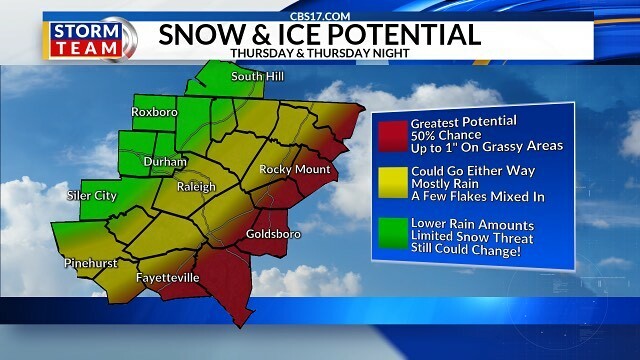 CBS17.COM
STORM
TEAM
SNOW & ICE POTENTIAL
THURSDAY & THURSDAY NIGHT
South Hill
Roxboro
Durham
Rocky Mount
Raleigh
Siler City
Goldsboro
Pinehurst
Fayetteville
Greatest Potential
50% Chance
Up to 1" On Grassy Areas
Could Go Either Way
Mostly Rain
A Few Flakes Mixed In
Lower Rain Amounts
Limited Snow Threat
Still Could Change!